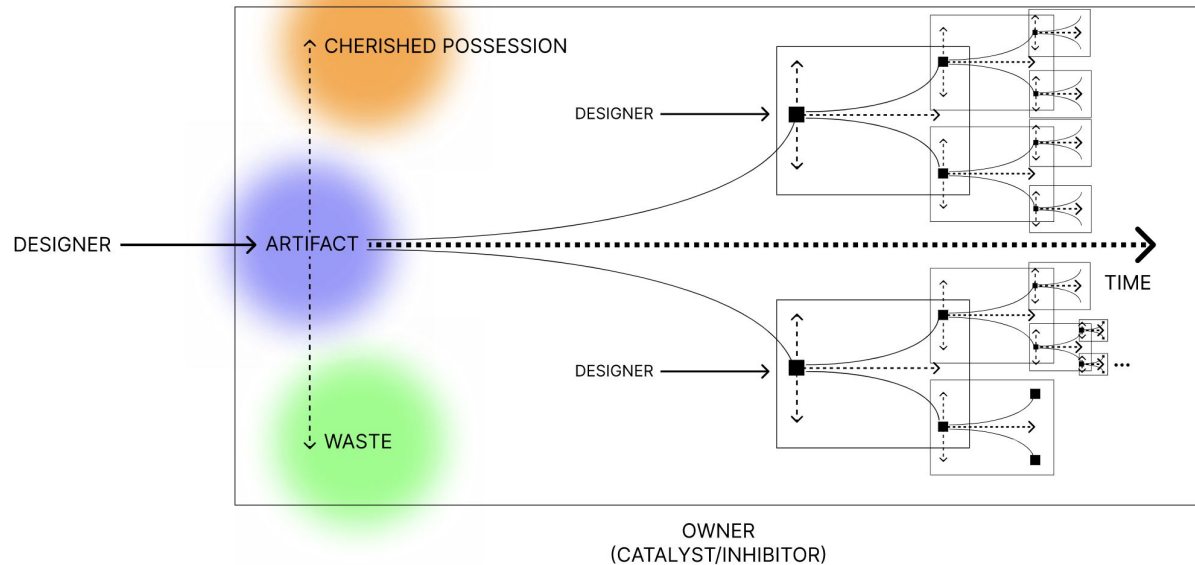 CHERISHED POSSESSION
DESIGNER
DESIGNER
ARTIFACT
TIME
DESIGNER
WASTE
...
OWNER
(CATALYST/INHIBITOR)